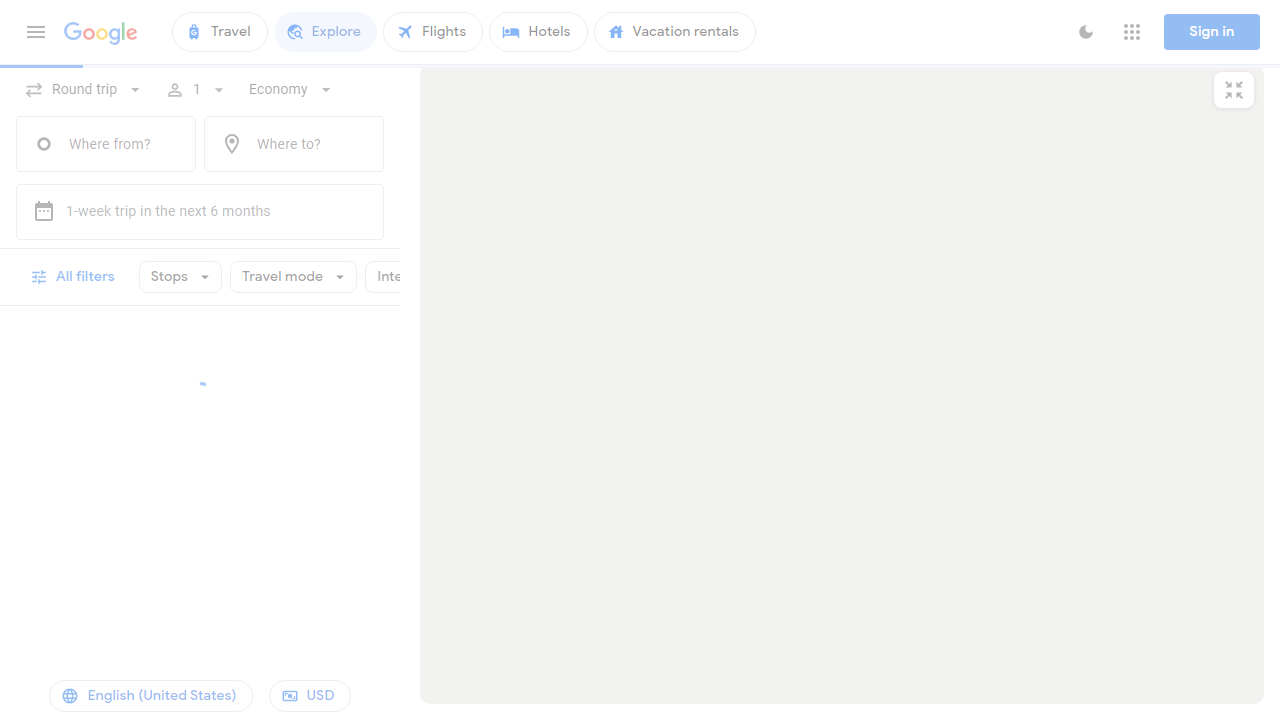 Google
Travel
Explore
Flights
Hotels
Vacation rentals
Sign in
Round trip
1
Economy
Where from?
Where to?
1-week trip in the next 6 months
All filters
Stops
Travel mode
Inte
English (United States)
USD